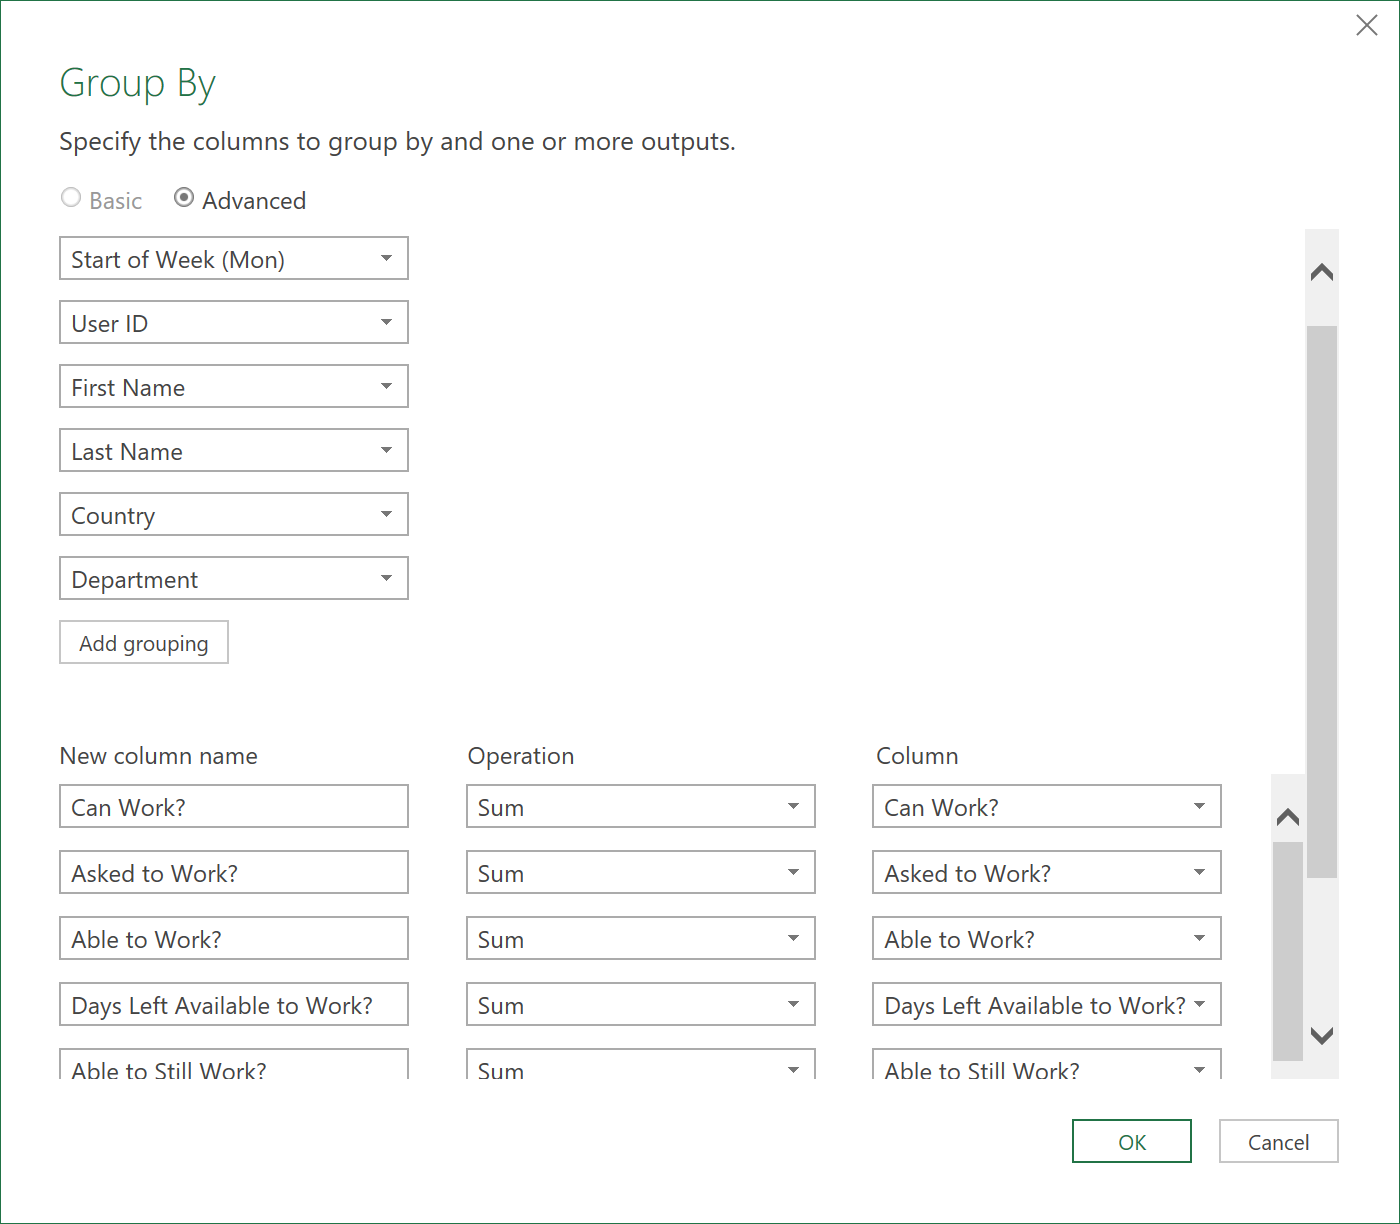 Group By
Specify the columns to group by and one or more outputs.
Basic Advanced
Start of Week (Mon)
User ID
First Name
Last Name
Country
Department
Add grouping
New column name Operation Column
Can Work? Sum Can Work?
Asked to Work? Sum Asked to Work?
Able to Work? Sum Able to Work?
Days Left Available to Work? Sum Days Left Available to Work?
Able to Still Work? Sum Able to Still Work?
OK Cancel